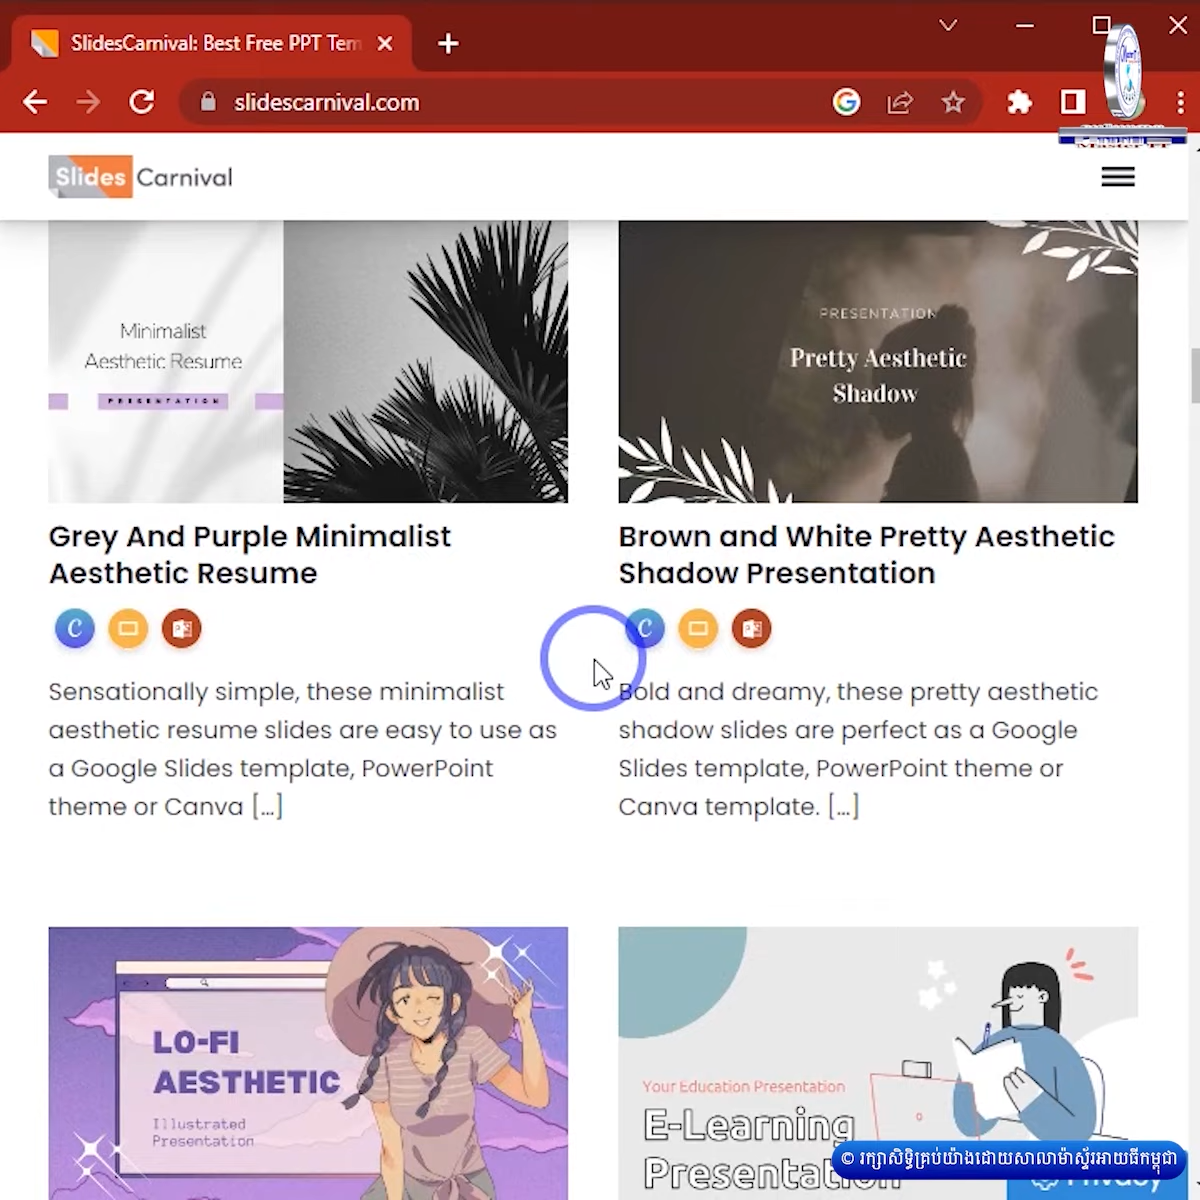 SlidesCarnival: Best Free PPT Tem
slidescarnival.com
Master IT
Slides Carnival
Minimalist
Aesthetic Resume
PRESENTATION
PRESENTATION
Pretty Aesthetic
Shadow
Grey And Purple Minimalist
Aesthetic Resume
Brown and White Pretty Aesthetic
Shadow Presentation
Sensationally simple, these minimalist
aesthetic resume slides are easy to use as
a Google Slides template, PowerPoint
theme or Canva [...]
Bold and dreamy, these pretty aesthetic
shadow slides are perfect as a Google
Slides template, PowerPoint theme or
Canva template. [...]
LO-FI
AESTHETIC
Illustrated
Presentation
Your Education Presentation
E-Learning
Presentation
© រក្សាសិទ្ធិគ្រប់យ៉ាងដោយសាលាម៉ាស្ទ័រអាយធីកម្ពុជា
Privacy